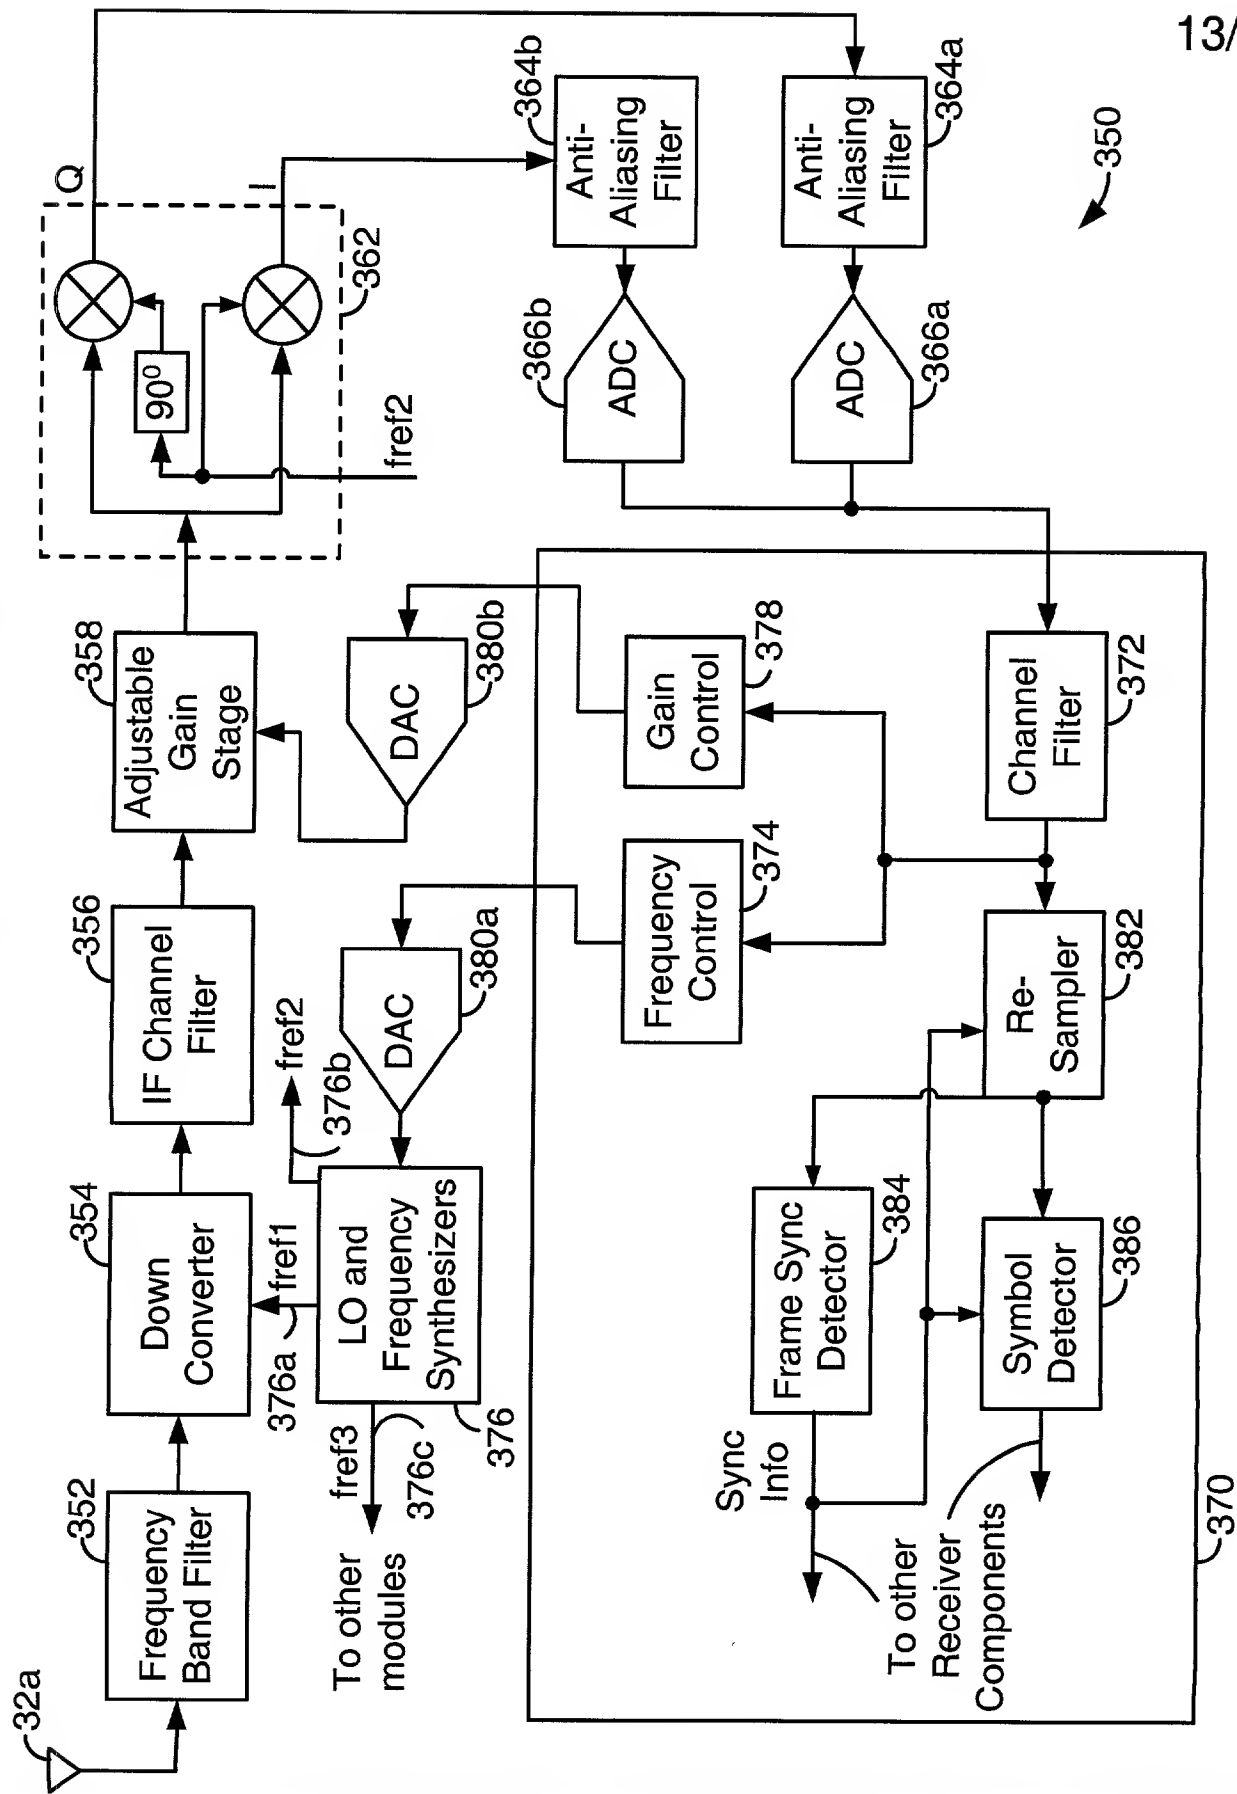 13/
32a
352
Frequency
Band Filter
354
Down
Converter
356
IF Channel
Filter
358
Adjustable
Gain
Stage
Q
I
90⁰
fref2
362
fref1
376a
fref2
376b
LO and
Frequency
Synthesizers
376
fref3
376c
To other
modules
DAC
380a
DAC
380b
366b
ADC
364b
Anti-
Aliasing
Filter
ADC
366a
Anti-
Aliasing
Filter
364a
350
Frequency
Control
374
Gain
Control
378
Channel
Filter
372
Re-
Sampler
382
Frame Sync
Detector
384
Symbol
Detector
386
Sync
Info
To other
Receiver
Components
370